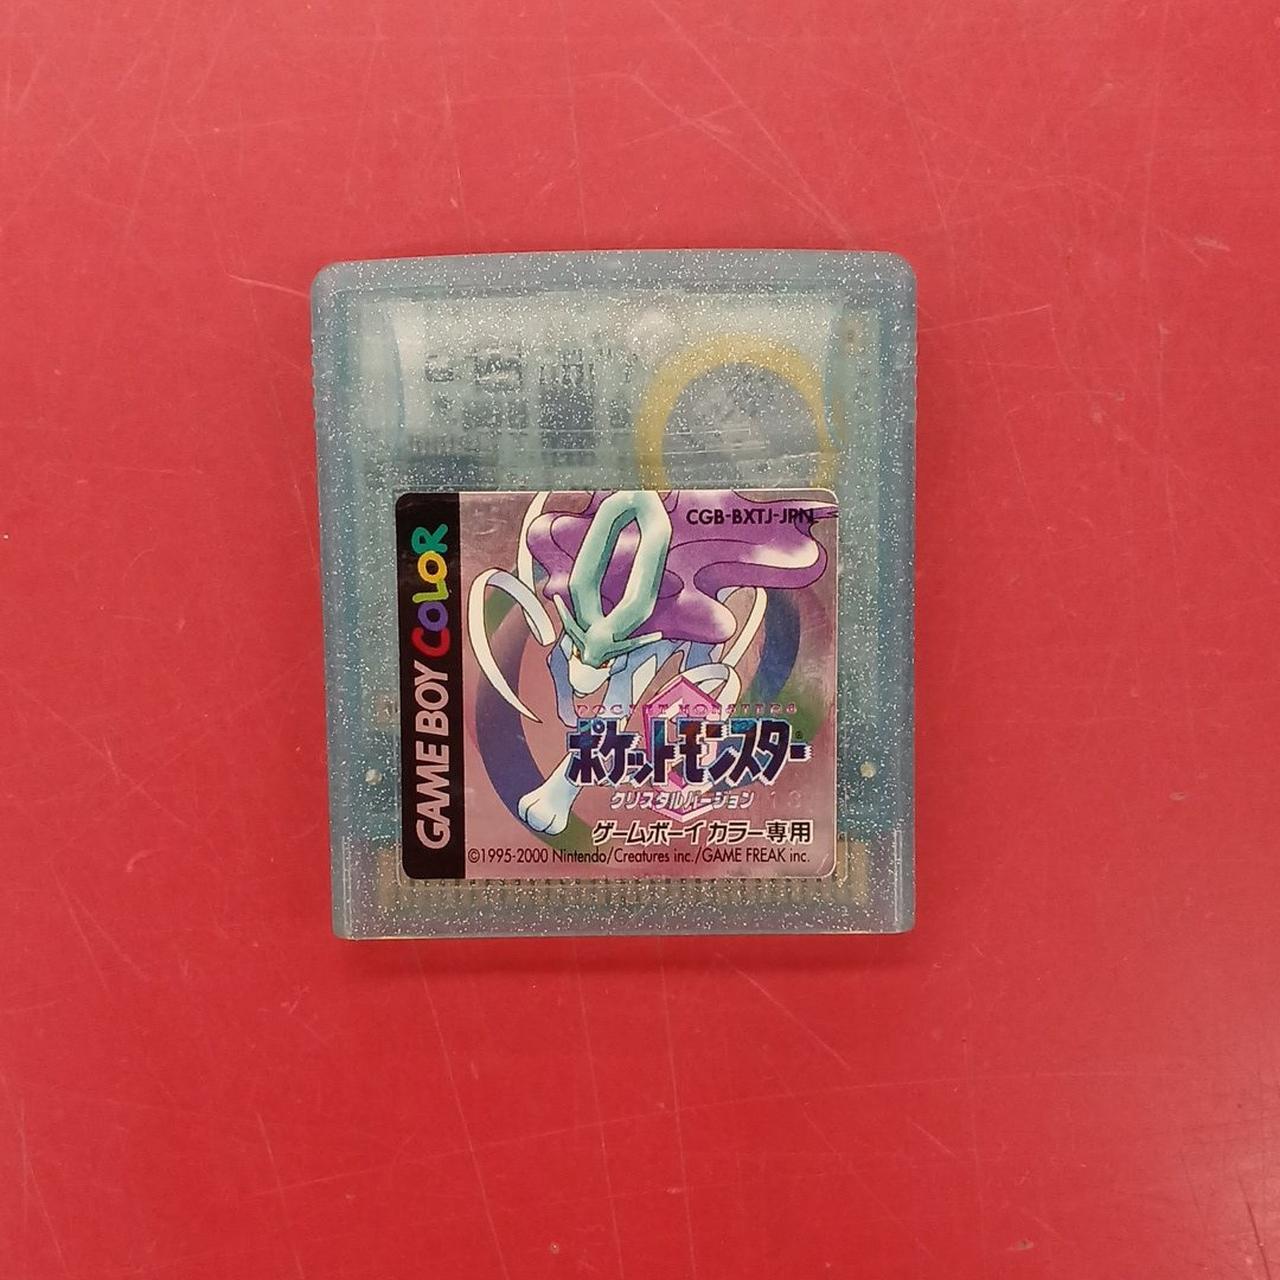 CGB-BXTJ-JPN
GAME BOY COLOR
POCKET MONSTERS
ポケットモンスター
クリスタルバージョン
ゲームボーイカラー専用
©1995-2000 Nintendo/Creatures inc./GAME FREAK inc.